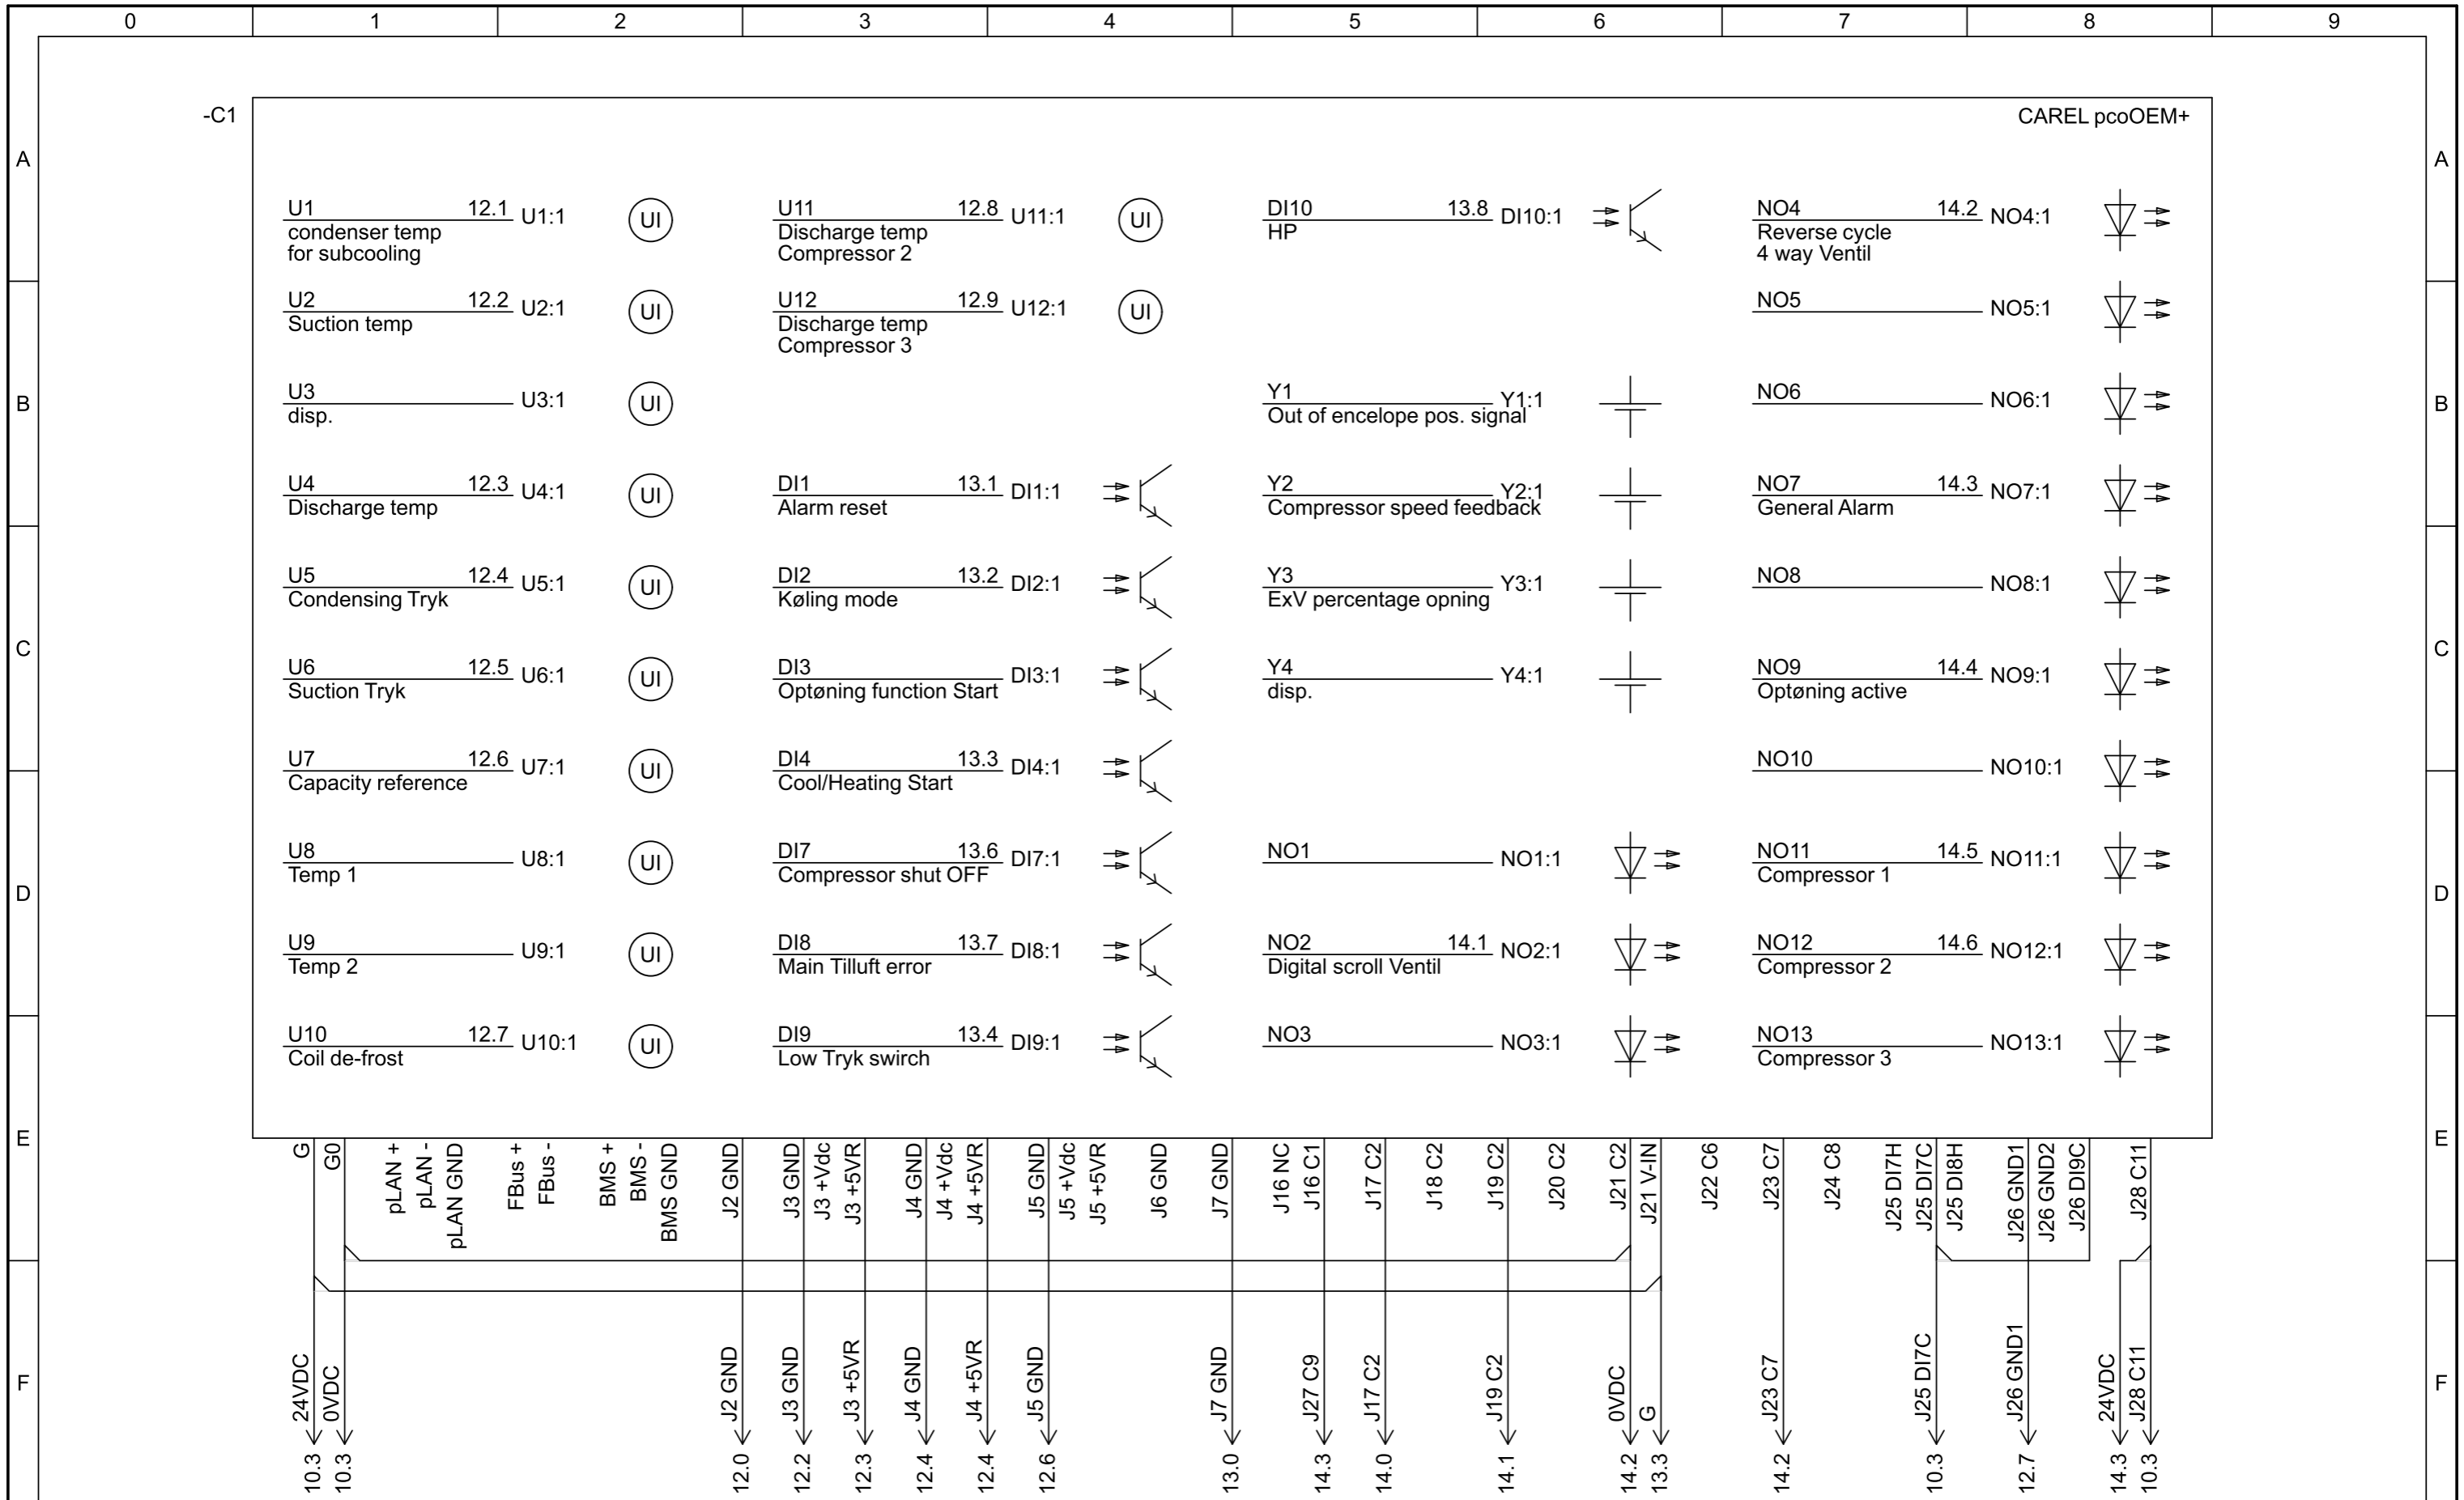 0 1 2 3 4 5 6 7 8 9
-C1
CAREL pcoOEM+
A
B
C
D
E
F
U1 12.1 U1:1 UI
condenser temp
for subcooling
U2 12.2 U2:1 UI
Suction temp
U3 U3:1 UI
disp.
U4 12.3 U4:1 UI
Discharge temp
U5 12.4 U5:1 UI
Condensing Tryk
U6 12.5 U6:1 UI
Suction Tryk
U7 12.6 U7:1 UI
Capacity reference
U8 U8:1 UI
Temp 1
U9 U9:1 UI
Temp 2
U10 12.7 U10:1 UI
Coil de-frost
U11 12.8 U11:1 UI
Discharge temp
Compressor 2
U12 12.9 U12:1 UI
Discharge temp
Compressor 3
DI1 13.1 DI1:1
Alarm reset
DI2 13.2 DI2:1
Køling mode
DI3 DI3:1
Optøning function Start
DI4 13.3 DI4:1
Cool/Heating Start
DI7 13.6 DI7:1
Compressor shut OFF
DI8 13.7 DI8:1
Main Tilluft error
DI9 13.4 DI9:1
Low Tryk swirch
DI10 13.8 DI10:1
HP
Y1 Y1:1
Out of encelope pos. signal
Y2 Y2:1
Compressor speed feedback
Y3 Y3:1
ExV percentage opning
Y4 Y4:1
disp.
NO1 NO1:1
NO2 14.1 NO2:1
Digital scroll Ventil
NO3 NO3:1
NO4 14.2 NO4:1
Reverse cycle
4 way Ventil
NO5 NO5:1
NO6 NO6:1
NO7 14.3 NO7:1
General Alarm
NO8 NO8:1
NO9 14.4 NO9:1
Optøning active
NO10 NO10:1
NO11 14.5 NO11:1
Compressor 1
NO12 14.6 NO12:1
Compressor 2
NO13 NO13:1
Compressor 3
A
B
C
D
E
F
G
G0
pLAN +
pLAN -
pLAN GND
FBus +
FBus -
BMS +
BMS -
BMS GND
J2 GND
J3 GND
J3 +Vdc
J3 +5VR
J4 GND
J4 +Vdc
J4 +5VR
J5 GND
J5 +Vdc
J5 +5VR
J6 GND
J7 GND
J16 NC
J16 C1
J17 C2
J18 C2
J19 C2
J20 C2
J21 C2
J21 V-IN
J22 C6
J23 C7
J24 C8
J25 DI7H
J25 DI7C
J25 DI8H
J26 GND1
J26 GND2
J26 DI9C
J28 C11
24VDC
0VDC
J2 GND
J3 GND
J3 +5VR
J4 GND
J4 +5VR
J5 GND
J7 GND
J27 C9
J17 C2
J19 C2
0VDC
G
J23 C7
J25 DI7C
J26 GND1
24VDC
J28 C11
10.3
10.3
12.0
12.2
12.3
12.4
12.4
12.6
13.0
14.3
14.0
14.1
14.2
13.3
14.2
10.3
12.7
14.3
10.3